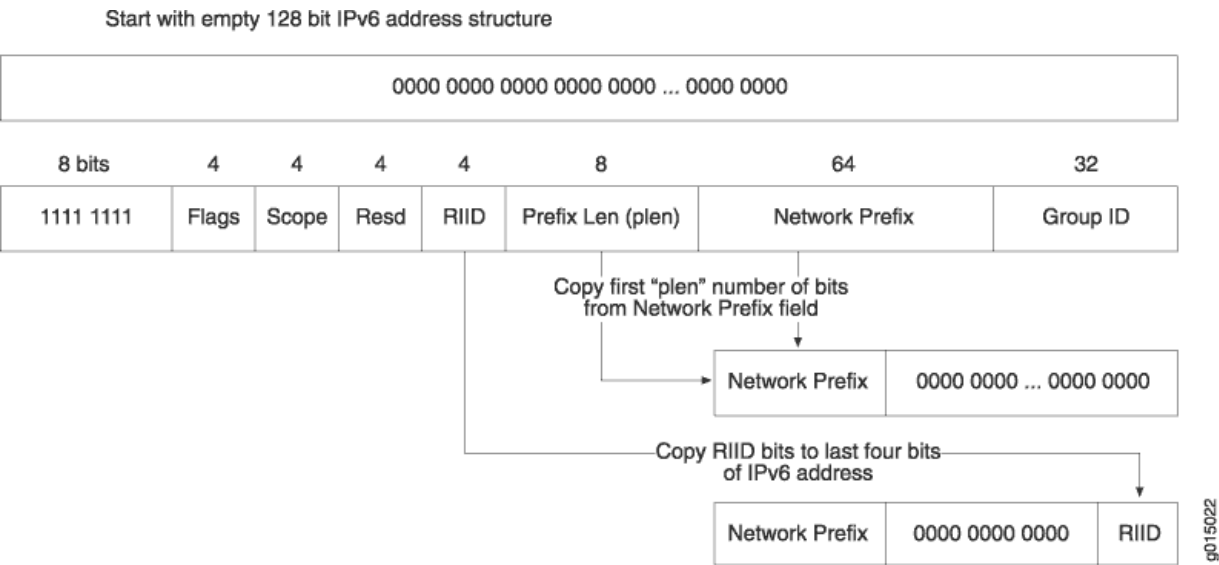 Start with empty 128 bit IPv6 address structure
0000 0000 0000 0000 0000 ... 0000 0000
8 bits 4 4 4 4 8 64 32
1111 1111 Flags Scope Resd RIID Prefix Len (plen) Network Prefix Group ID
Copy first “plen” number of bits
from Network Prefix field
Network Prefix 0000 0000 ... 0000 0000
Copy RIID bits to last four bits
of IPv6 address
Network Prefix 0000 0000 0000 RIID
g015022